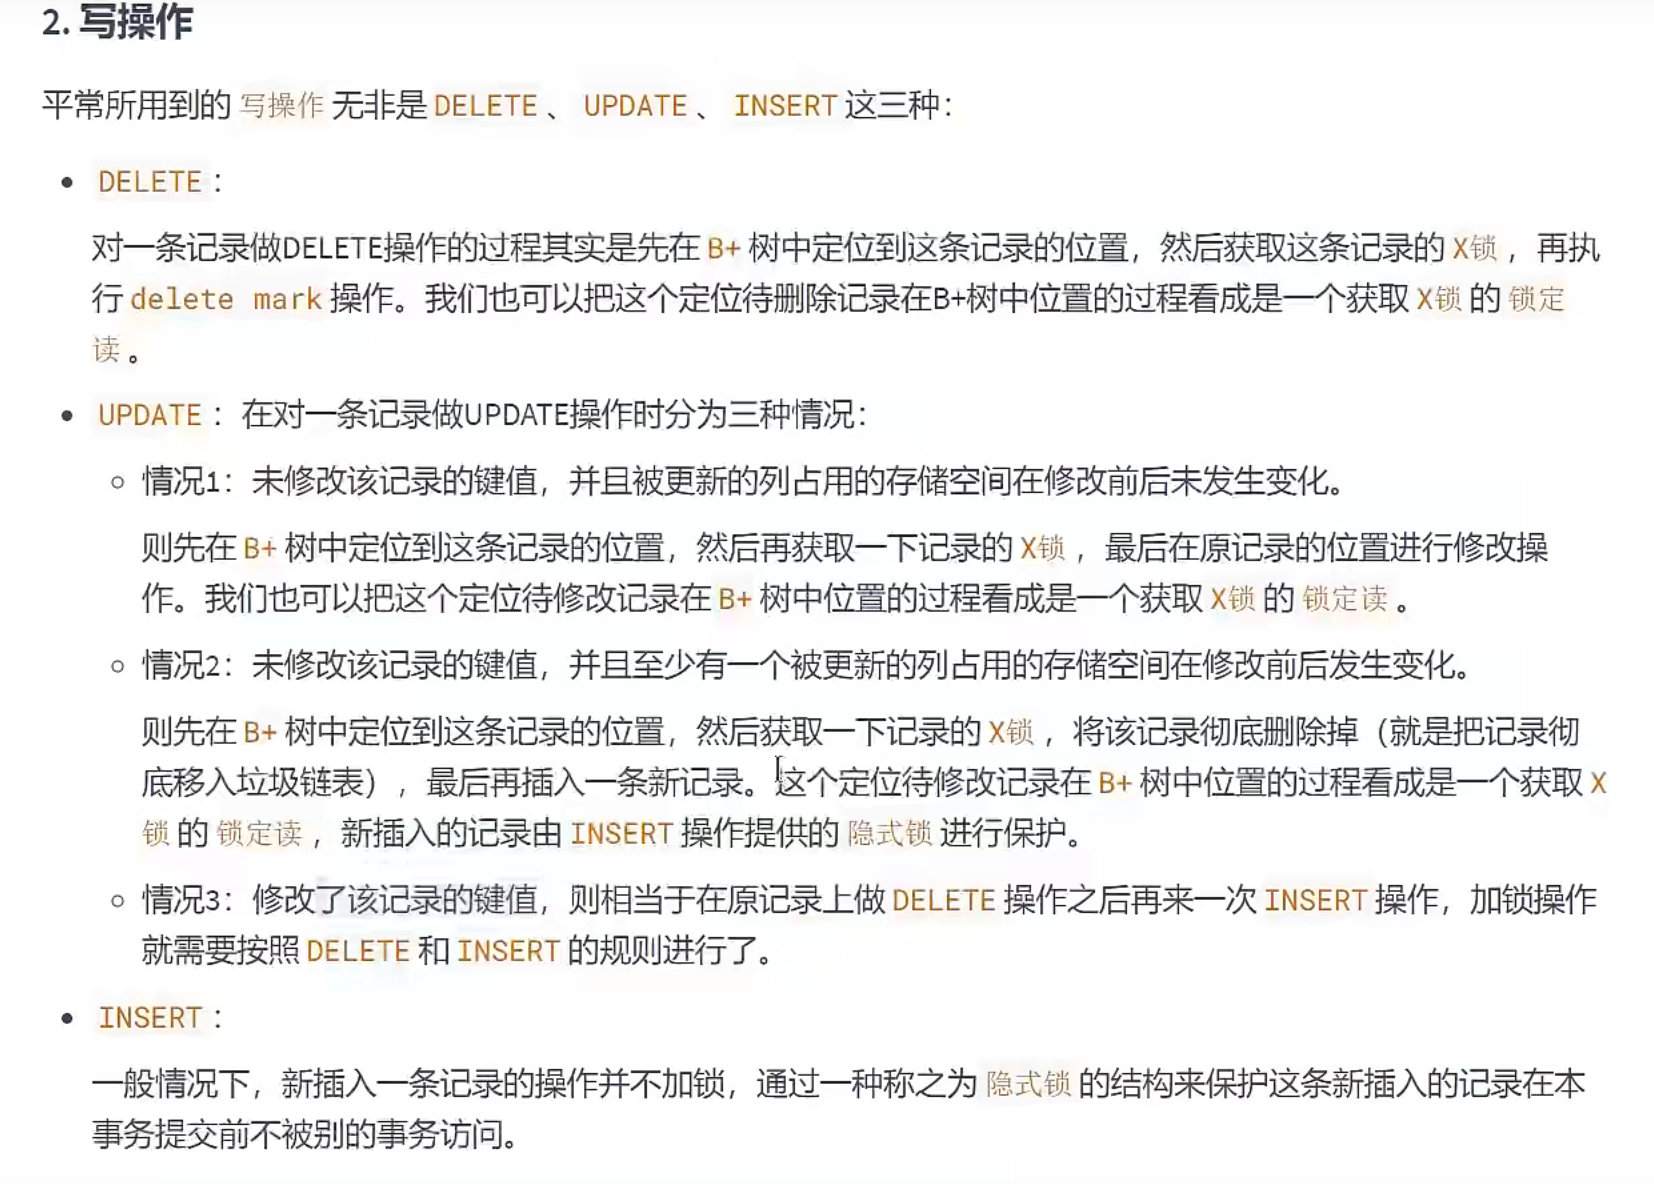 2. 写操作
平常所用到的 写操作 无非是 DELETE 、 UPDATE 、 INSERT 这三种：
• DELETE ：
对一条记录做DELETE操作的过程其实是先在 B+ 树中定位到这条记录的位置，然后获取这条记录的 X锁 ，再执
行 delete mark 操作。我们也可以把这个定位待删除记录在B+树中位置的过程看成是一个获取 X锁 的 锁定
读 。
• UPDATE ：在对一条记录做UPDATE操作时分为三种情况：
○ 情况1：未修改该记录的键值，并且被更新的列占用的存储空间在修改前后未发生变化。
则先在 B+ 树中定位到这条记录的位置，然后再获取一下记录的 X锁 ，最后在原记录的位置进行修改操
作。我们也可以把这个定位待修改记录在 B+ 树中位置的过程看成是一个获取 X锁 的 锁定读 。
○ 情况2：未修改该记录的键值，并且至少有一个被更新的列占用的存储空间在修改前后发生变化。
则先在 B+ 树中定位到这条记录的位置，然后获取一下记录的 X锁 ，将该记录彻底删除掉（就是把记录彻
底移入垃圾链表），最后再插入一条新记录。这个定位待修改记录在 B+ 树中位置的过程看成是一个获取 X
锁 的 锁定读 ，新插入的记录由 INSERT 操作提供的 隐式锁 进行保护。
○ 情况3：修改了该记录的键值，则相当于在原记录上做 DELETE 操作之后再来一次 INSERT 操作，加锁操作
就需要按照 DELETE 和 INSERT 的规则进行了。
• INSERT ：
一般情况下，新插入一条记录的操作并不加锁，通过一种称之为 隐式锁 的结构来保护这条新插入的记录在本
事务提交前不被别的事务访问。